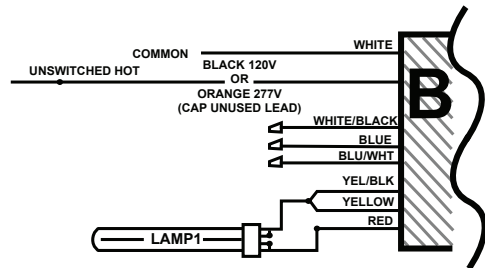 COMMON
WHITE
UNSWITCHED HOT
BLACK 120V
OR
ORANGE 277V
(CAP UNUSED LEAD)
B
WHITE/BLACK
BLUE
BLU/WHT
YEL/BLK
YELLOW
RED
LAMP1